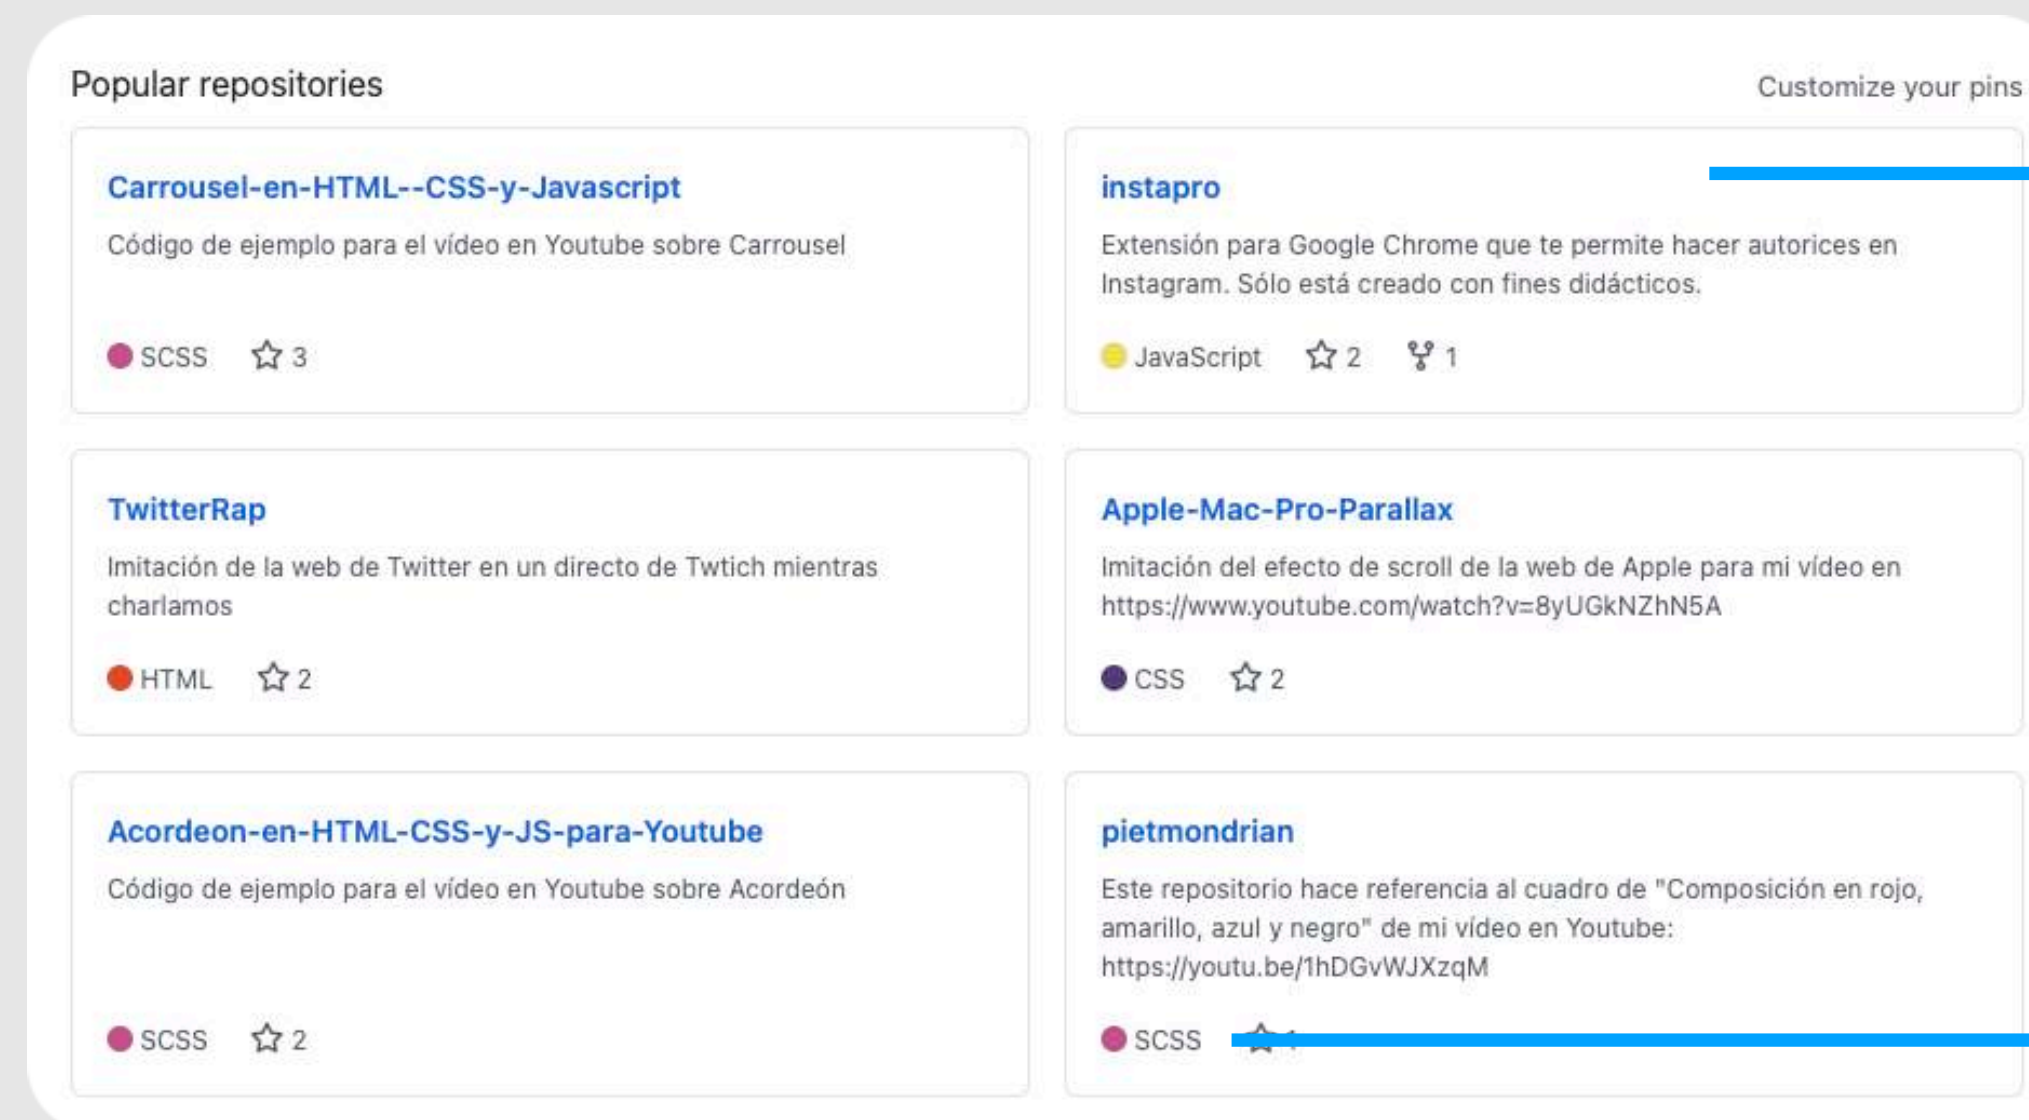 Popular repositories
Customize your pins
Carrousel-en-HTML--CSS-y-Javascript
Código de ejemplo para el vídeo en Youtube sobre Carrousel
SCSS 3
instapro
Extensión para Google Chrome que te permite hacer autorices en
Instagram. Sólo está creado con fines didácticos.
JavaScript 2 1
TwitterRap
Imitación de la web de Twitter en un directo de Twtich mientras
charlamos
HTML 2
Apple-Mac-Pro-Parallax
Imitación del efecto de scroll de la web de Apple para mi vídeo en
https://www.youtube.com/watch?v=8yUGkNZhN5A
CSS 2
Acordeon-en-HTML-CSS-y-JS-para-Youtube
Código de ejemplo para el vídeo en Youtube sobre Acordeón
SCSS 2
pietmondrian
Este repositorio hace referencia al cuadro de "Composición en rojo,
amarillo, azul y negro" de mi vídeo en Youtube:
https://youtu.be/1hDGvWJXzqM
SCSS